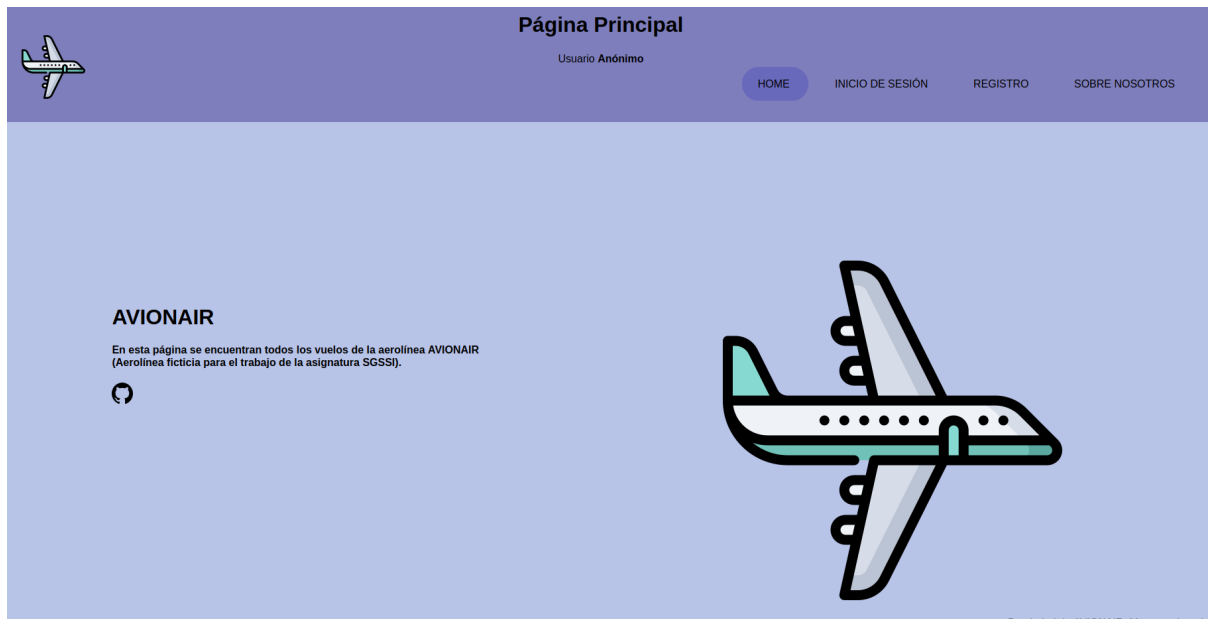 Página Principal
Usuario Anónimo
HOME
INICIO DE SESIÓN
REGISTRO
SOBRE NOSOTROS
AVIONAIR
En esta página se encuentran todos los vuelos de la aerolínea AVIONAIR
(Aerolínea ficticia para el trabajo de la asignatura SGSSI).